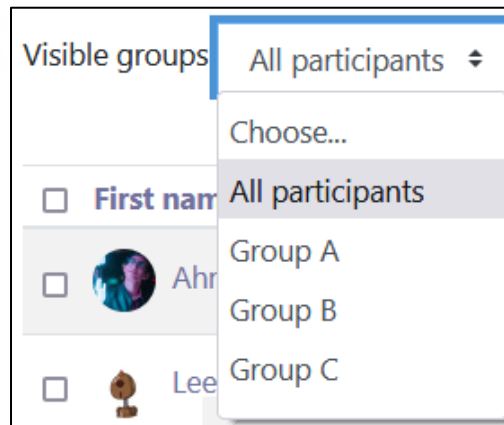 Visible groups
All participants
Choose...
All participants
First nam
Group A
Ahr
Group B
Group C
Lee